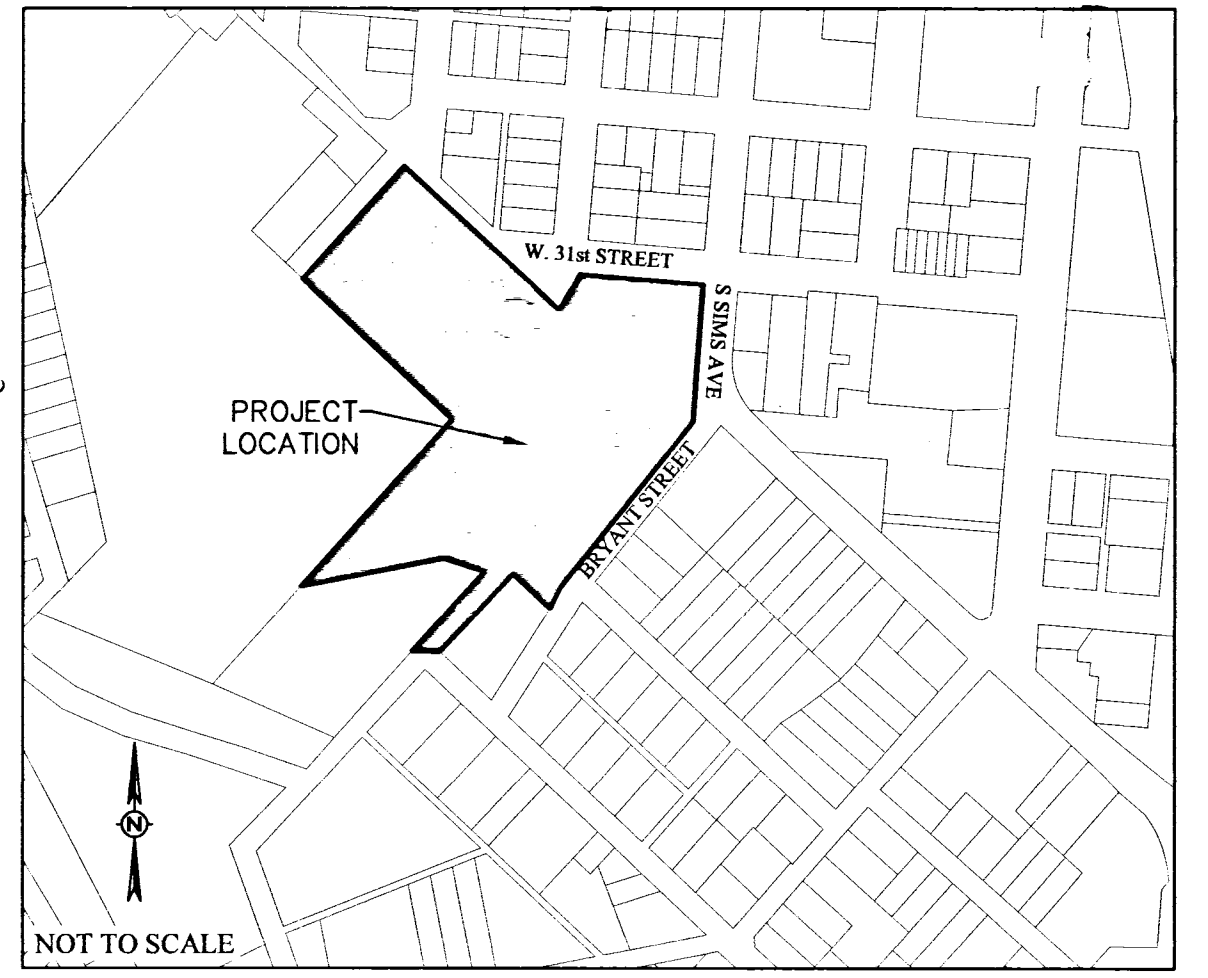 W. 31st STREET
S SIMS AVE
PROJECT
LOCATION
BRYANT STREET
N
NOT TO SCALE